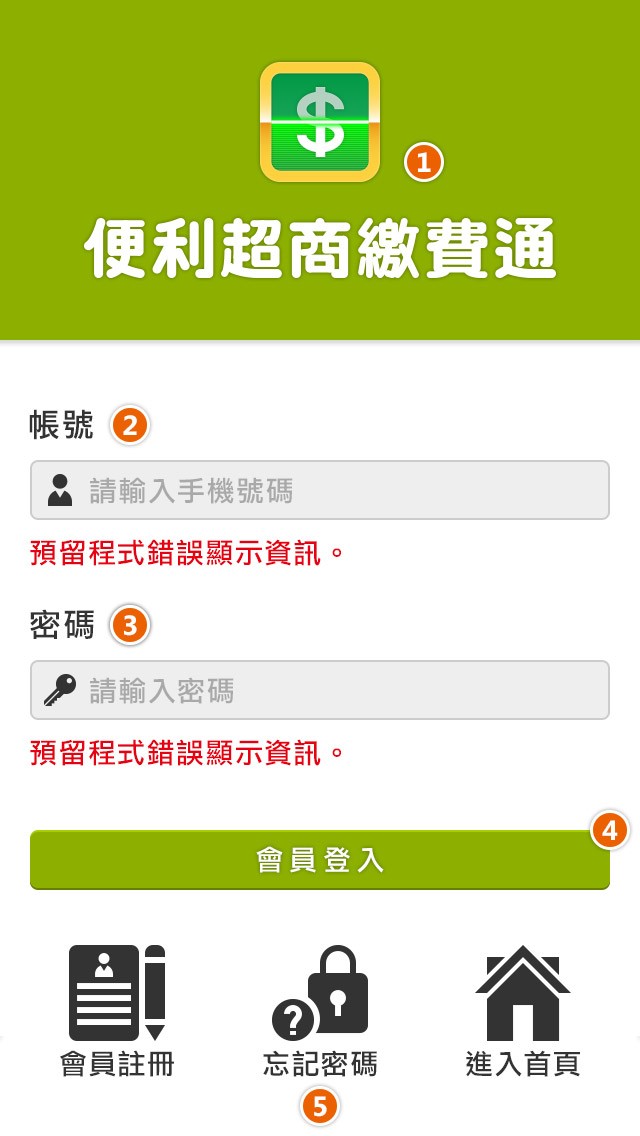 $
1
便利超商繳費通
帳號 2
請輸入手機號碼
預留程式錯誤顯示資訊。
密碼 3
請輸入密碼
預留程式錯誤顯示資訊。
4
會員登入
?
會員註冊 忘記密碼 進入首頁
5